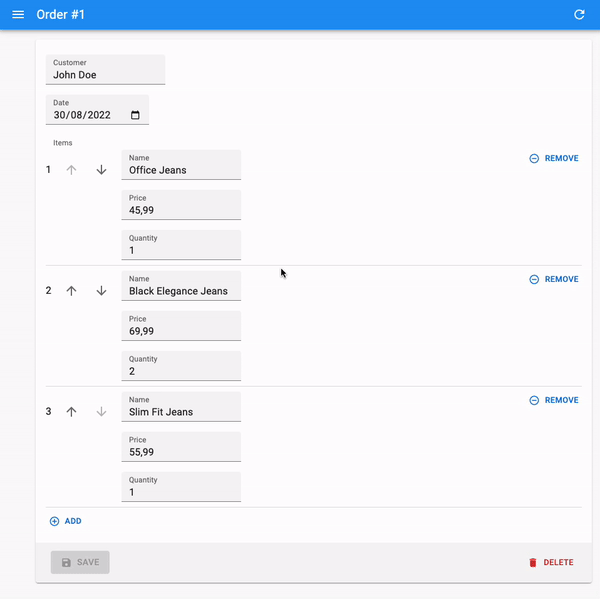 Order #1
Customer
John Doe
Date
30/08/2022
Items
1
Name
Office Jeans
REMOVE
Price
45,99
Quantity
1
2
Name
Black Elegance Jeans
REMOVE
Price
69,99
Quantity
2
3
Name
Slim Fit Jeans
REMOVE
Price
55,99
Quantity
1
ADD
SAVE
DELETE